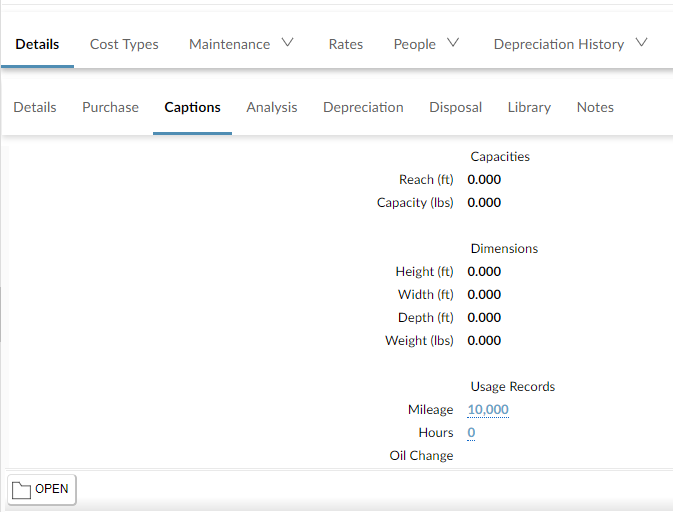 Details Cost Types Maintenance Rates People Depreciation History
Details Purchase Captions Analysis Depreciation Disposal Library Notes
Capacities
Reach (ft) 0.000
Capacity (lbs) 0.000
Dimensions
Height (ft) 0.000
Width (ft) 0.000
Depth (ft) 0.000
Weight (lbs) 0.000
Usage Records
Mileage 10,000
Hours 0
Oil Change
OPEN